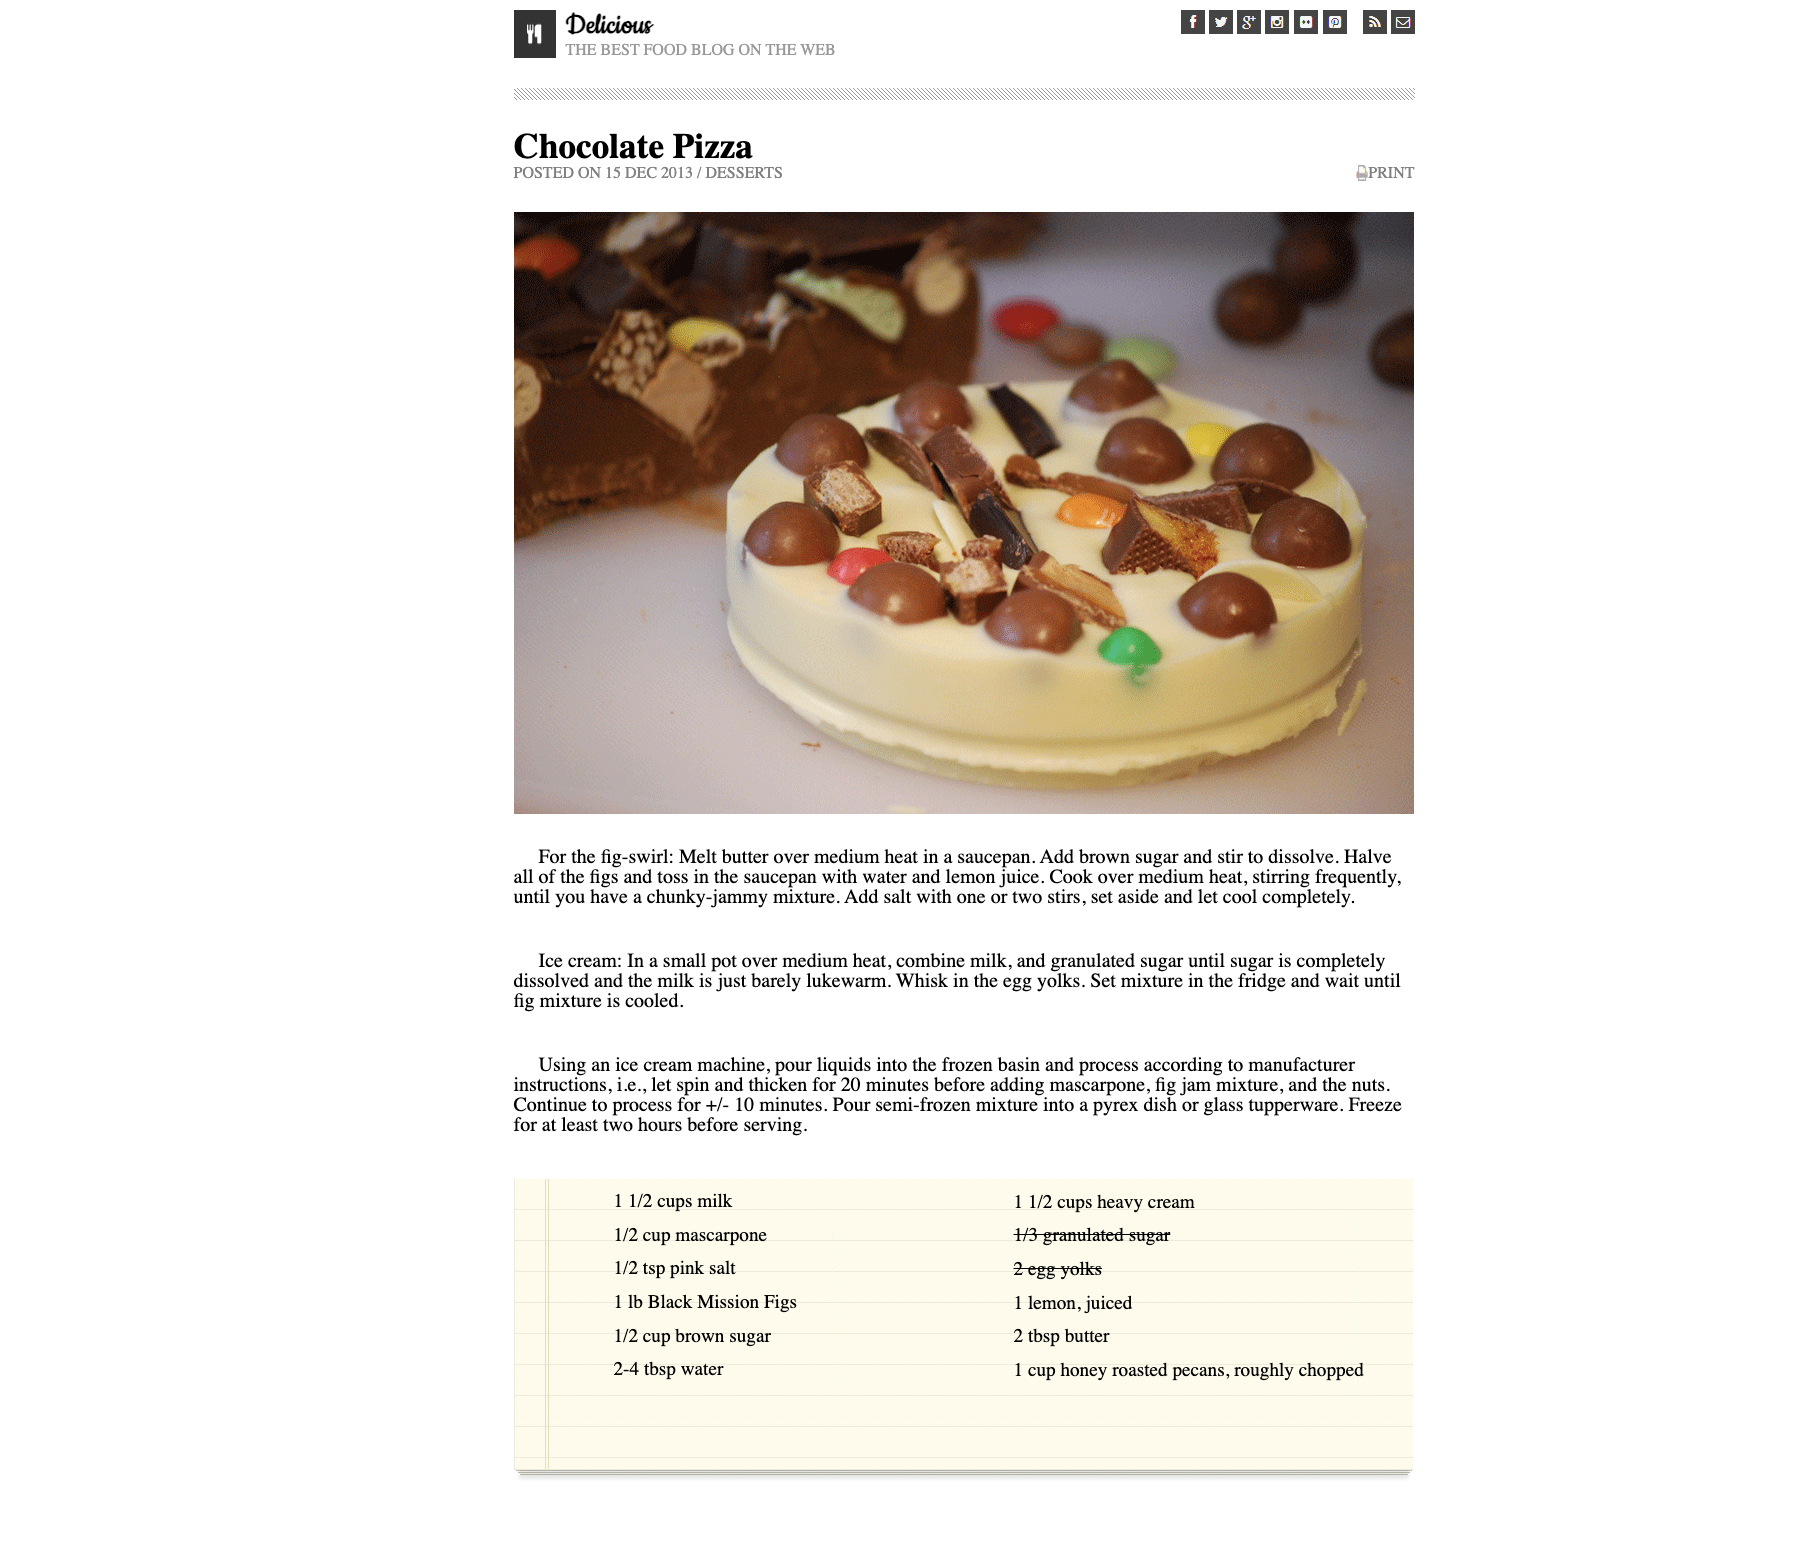 Delicious
THE BEST FOOD BLOG ON THE WEB
Chocolate Pizza
POSTED ON 15 DEC 2013 / DESSERTS
PRINT
For the fig-swirl: Melt butter over medium heat in a saucepan. Add brown sugar and stir to dissolve. Halve
all of the figs and toss in the saucepan with water and lemon juice. Cook over medium heat, stirring frequently,
until you have a chunky-jammy mixture. Add salt with one or two stirs, set aside and let cool completely.
Ice cream: In a small pot over medium heat, combine milk, and granulated sugar until sugar is completely
dissolved and the milk is just barely lukewarm. Whisk in the egg yolks. Set mixture in the fridge and wait until
fig mixture is cooled.
Using an ice cream machine, pour liquids into the frozen basin and process according to manufacturer
instructions, i.e., let spin and thicken for 20 minutes before adding mascarpone, fig jam mixture, and the nuts.
Continue to process for +/- 10 minutes. Pour semi-frozen mixture into a pyrex dish or glass tupperware. Freeze
for at least two hours before serving.
1 1/2 cups milk
1/2 cup mascarpone
1/2 tsp pink salt
1 lb Black Mission Figs
1/2 cup brown sugar
2-4 tbsp water
1 1/2 cups heavy cream
1/3 granulated sugar
2 egg yolks
1 lemon, juiced
2 tbsp butter
1 cup honey roasted pecans, roughly chopped